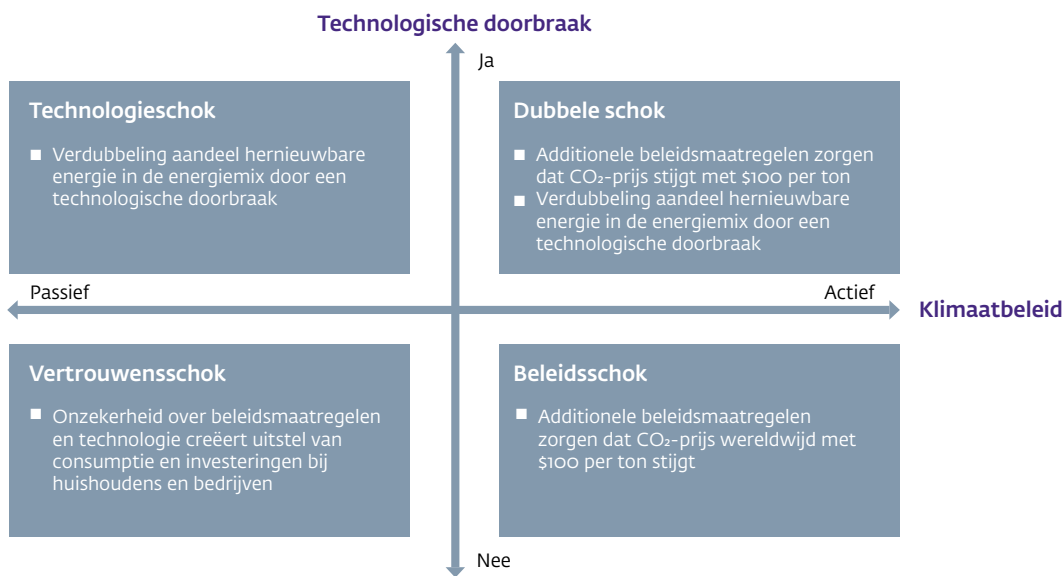 Technologische doorbraak
Ja
Technologieschok
■ Verdubbeling aandeel hernieuwbare
energie in de energiemix door een
technologische doorbraak
Dubbele schok
■ Additionele beleidsmaatregelen zorgen
dat CO₂-prijs stijgt met $100 per ton
■ Verdubbeling aandeel hernieuwbare
energie in de energiemix door een
technologische doorbraak
Passief
Actief
Klimaatbeleid
Vertrouwensschok
■ Onzekerheid over beleidsmaatregelen
en technologie creëert uitstel van
consumptie en investeringen bij
huishoudens en bedrijven
Beleidsschok
■ Additionele beleidsmaatregelen
zorgen dat CO₂-prijs wereldwijd met
$100 per ton stijgt
Nee